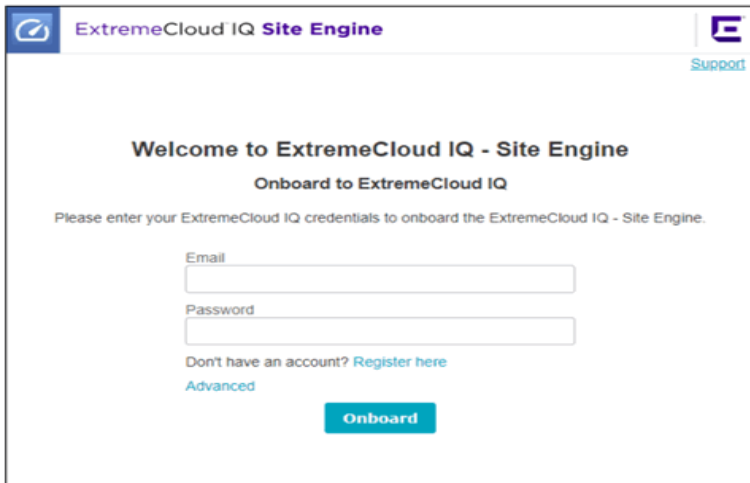 ExtremeCloud IQ Site Engine
Support
Welcome to ExtremeCloud IQ - Site Engine
Onboard to ExtremeCloud IQ
Please enter your ExtremeCloud IQ credentials to onboard the ExtremeCloud IQ - Site Engine.
Email
Password
Don't have an account? Register here
Advanced
Onboard